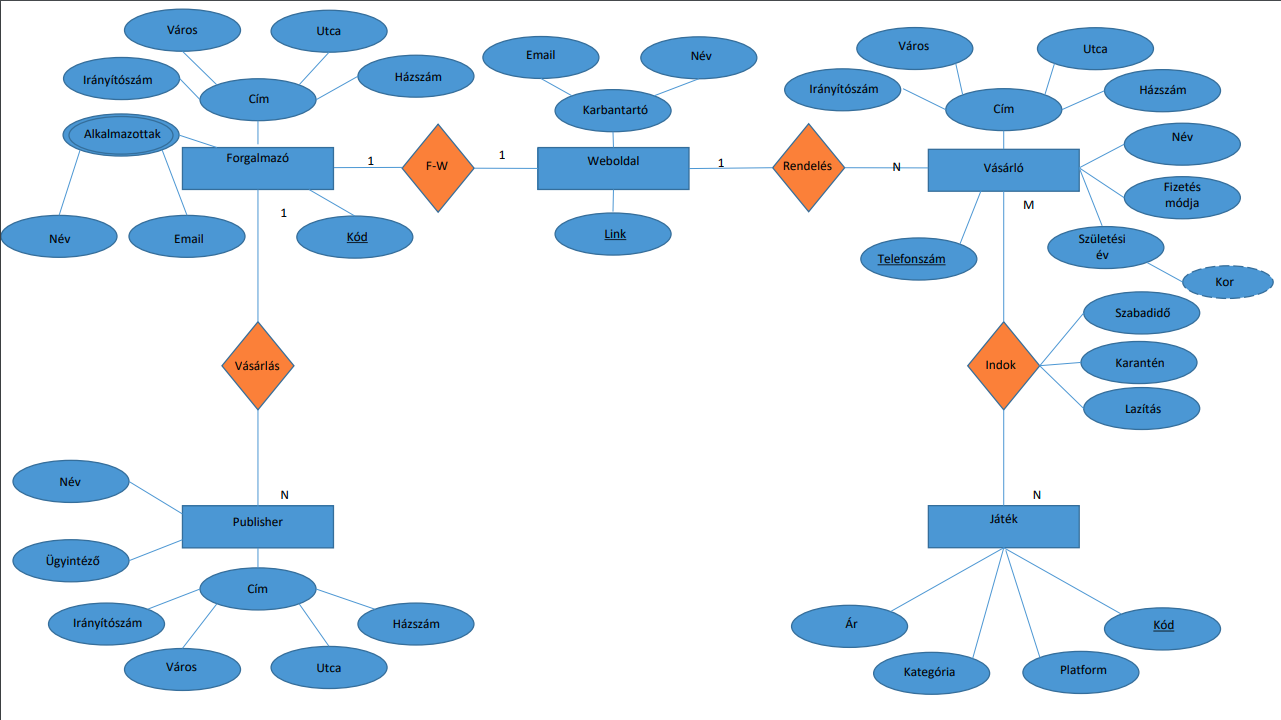 Város
Utca
Irányítószám
Házszám
Cím
Alkalmazottak
Forgalmazó
Név
Email
Kód
1
F-W
1
1
Email
Név
Karbantartó
Weboldal
Link
1
Rendelés
N
Város
Utca
Irányítószám
Házszám
Cím
Vásárló
Név
Fizetés
módja
Születési
év
Kor
Telefonszám
M
Vásárlás
Indok
Szabadidő
Karantén
Lazítás
N
N
Név
Publisher
Ügyintéző
Cím
Irányítószám
Házszám
Város
Utca
Játék
Ár
Kategória
Platform
Kód